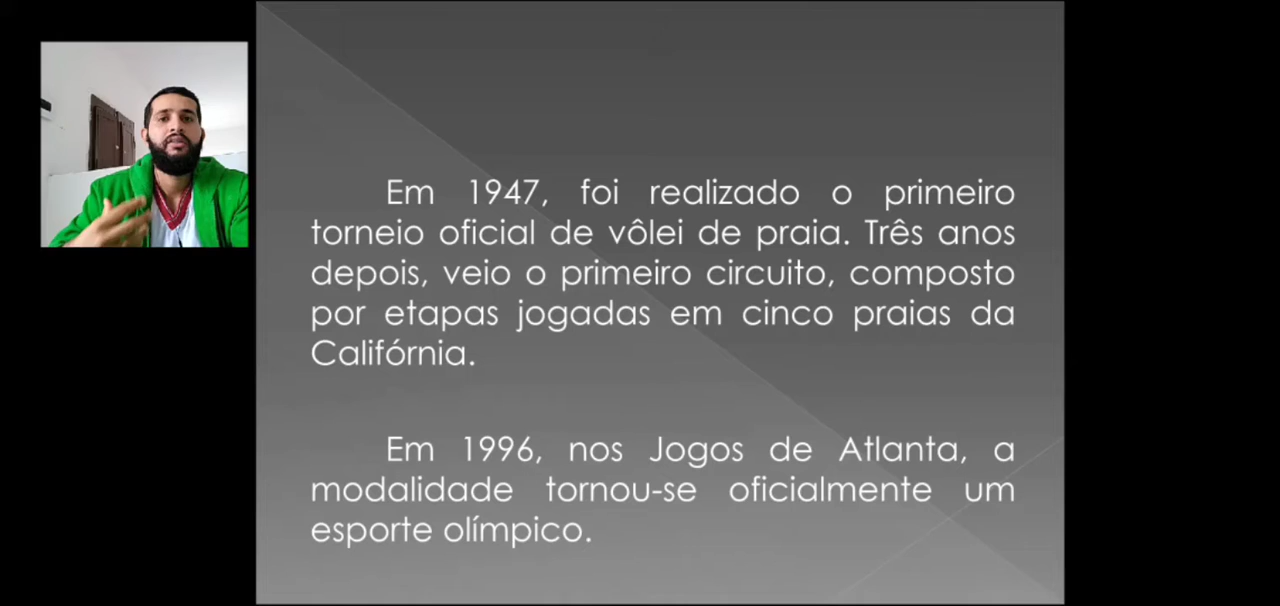 Em 1947, foi realizado o primeiro
torneio oficial de vôlei de praia. Três anos
depois, veio o primeiro circuito, composto
por etapas jogadas em cinco praias da
Califórnia.
Em 1996, nos Jogos de Atlanta, a
modalidade tornou-se oficialmente um
esporte olímpico.